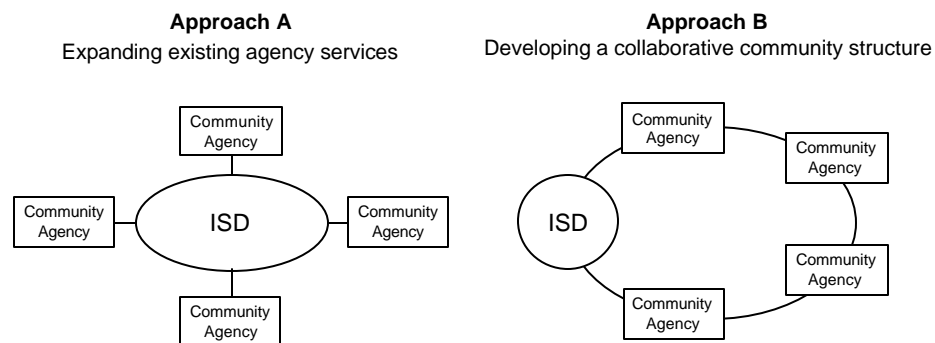 Approach A
Expanding existing agency services
Community
Agency
Community
Agency
ISD
Community
Agency
Community
Agency
Approach B
Developing a collaborative community structure
Community
Agency
Community
Agency
ISD
Community
Agency
Community
Agency